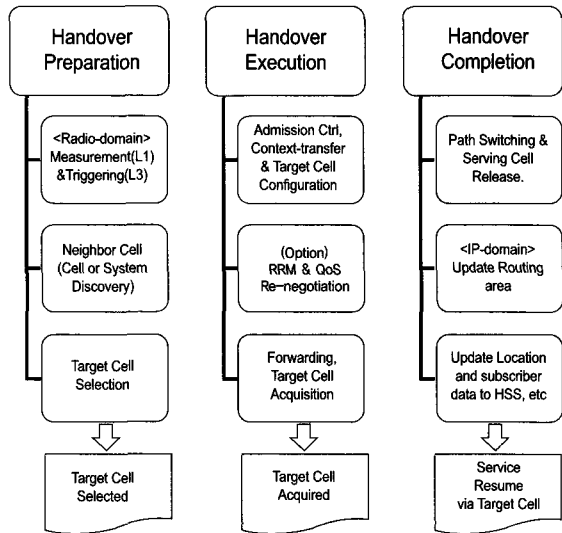 Handover
Preparation
<Radio-domain>
Measurement(L1)
&Triggering(L3)
Neighbor Cell
(Cell or System
Discovery)
Target Cell
Selection
Target Cell
Selected
Handover
Execution
Admission Ctrl,
Context-transfer
& Target Cell
Configuration
(Option)
RRM & QoS
Re-negotiation
Forwarding,
Target Cell
Acquisition
Target Cell
Acquired
Handover
Completion
Path Switching &
Serving Cell
Release.
<IP-domain>
Update Routing
area
Update Location
and subscriber
data to HSS, etc
Service
Resume
via Target Cell